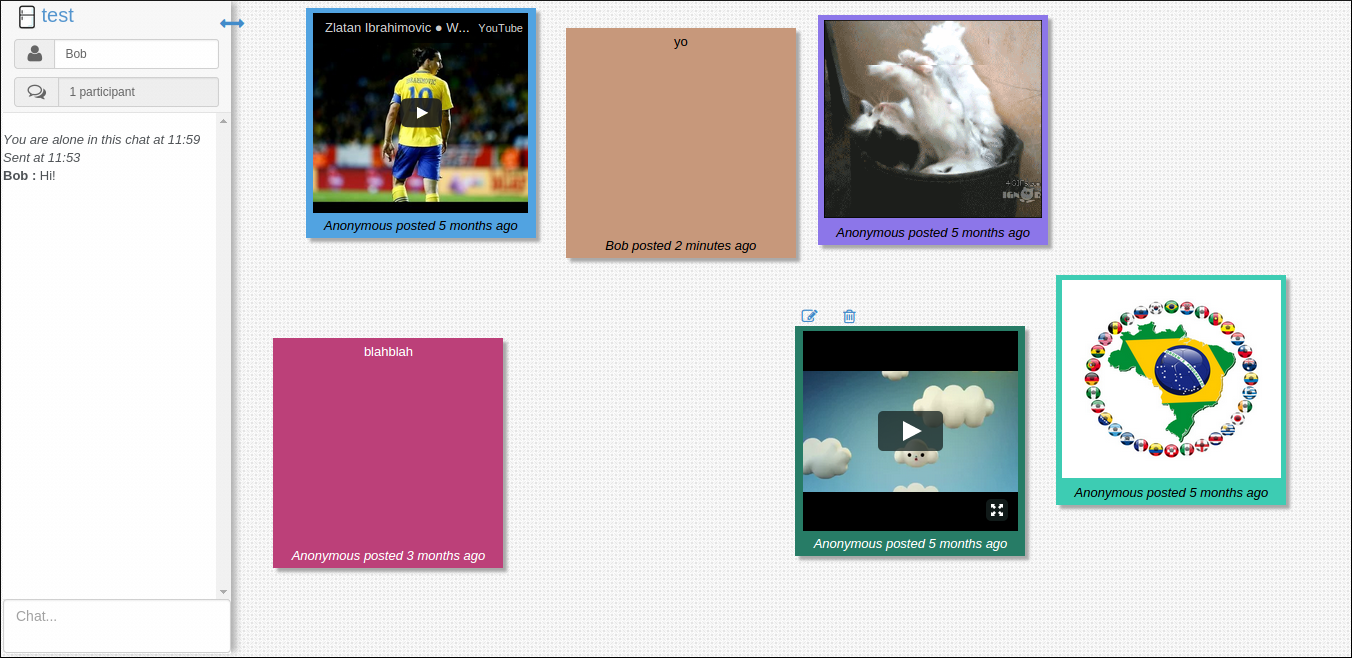 test
Bob
1 participant
You are alone in this chat at 11:59
Sent at 11:53
Bob : Hi!
Chat...
Zlatan Ibrahimovic ● W...
YouTube
10
Anonymous posted 5 months ago
yo
Bob posted 2 minutes ago
Anonymous posted 5 months ago
blahblah
Anonymous posted 3 months ago
Anonymous posted 5 months ago
Anonymous posted 5 months ago